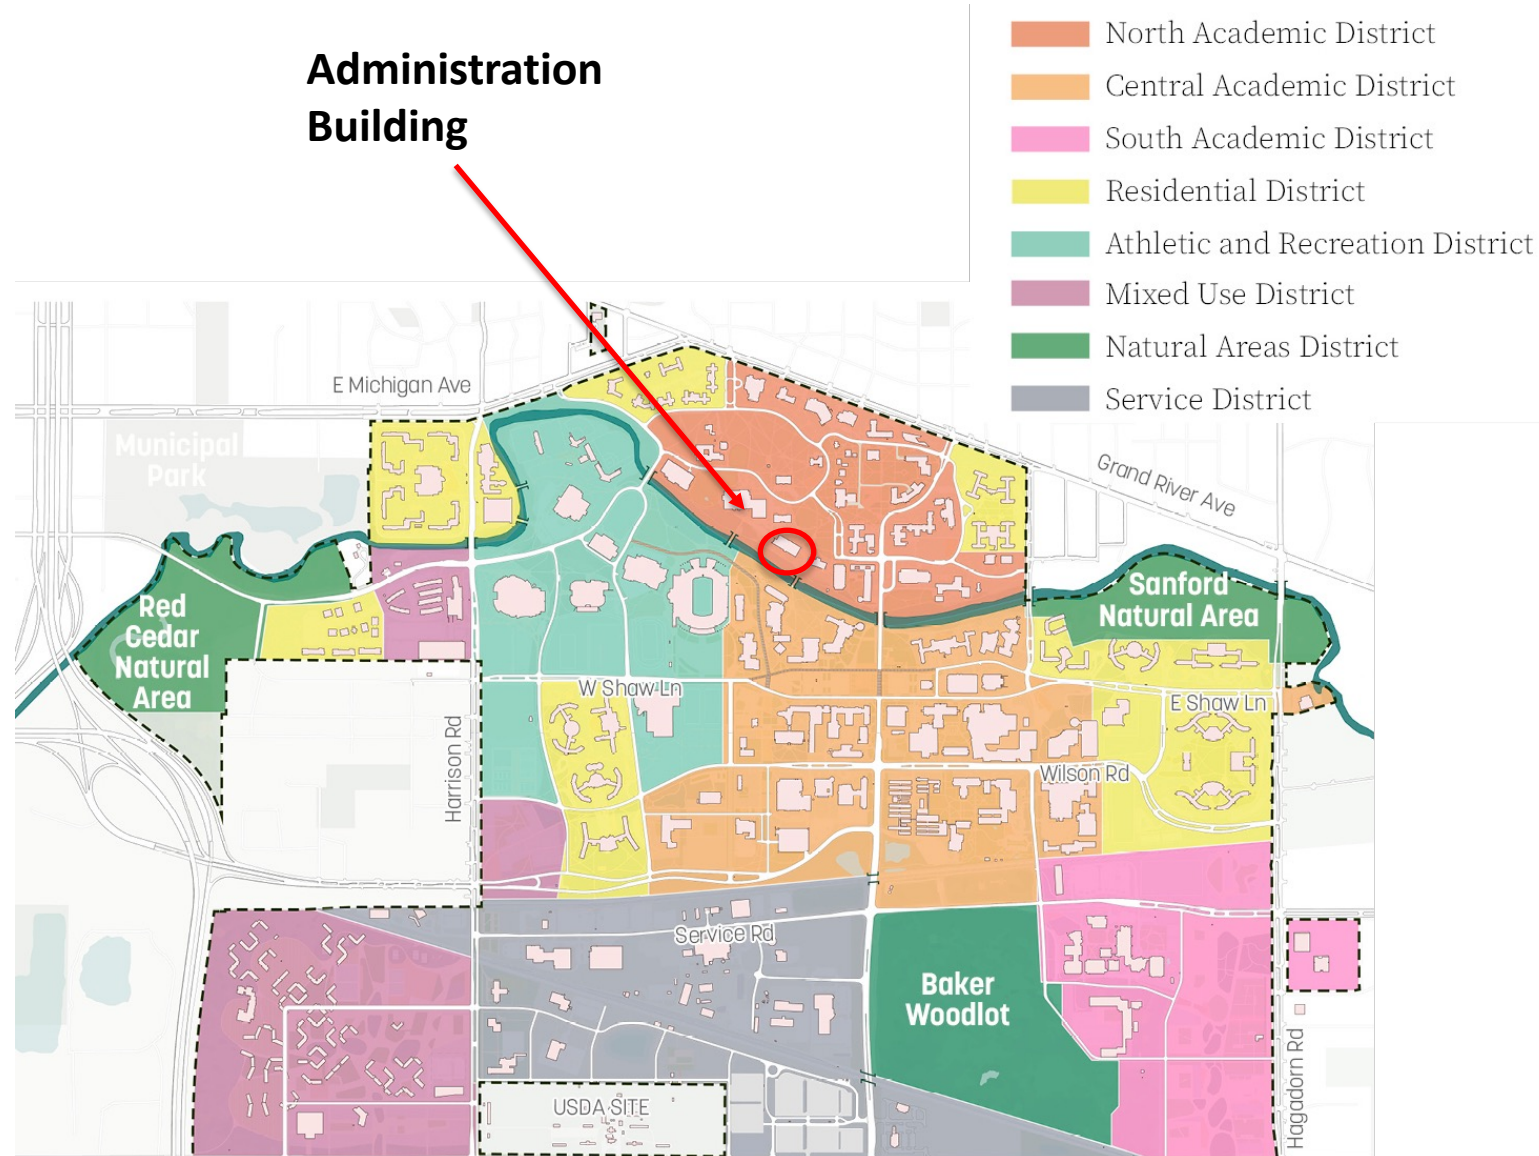 Administration
Building
North Academic District
Central Academic District
South Academic District
Residential District
Athletic and Recreation District
Mixed Use District
Natural Areas District
Service District
E Michigan Ave
Municipal
Park
Grand River Ave
Red
Cedar
Natural
Area
Sanford
Natural Area
W Shaw Ln
E Shaw Ln
Harrison Rd
Wilson Rd
Service Rd
Baker
Woodlot
USDA SITE
Hagadorn Rd